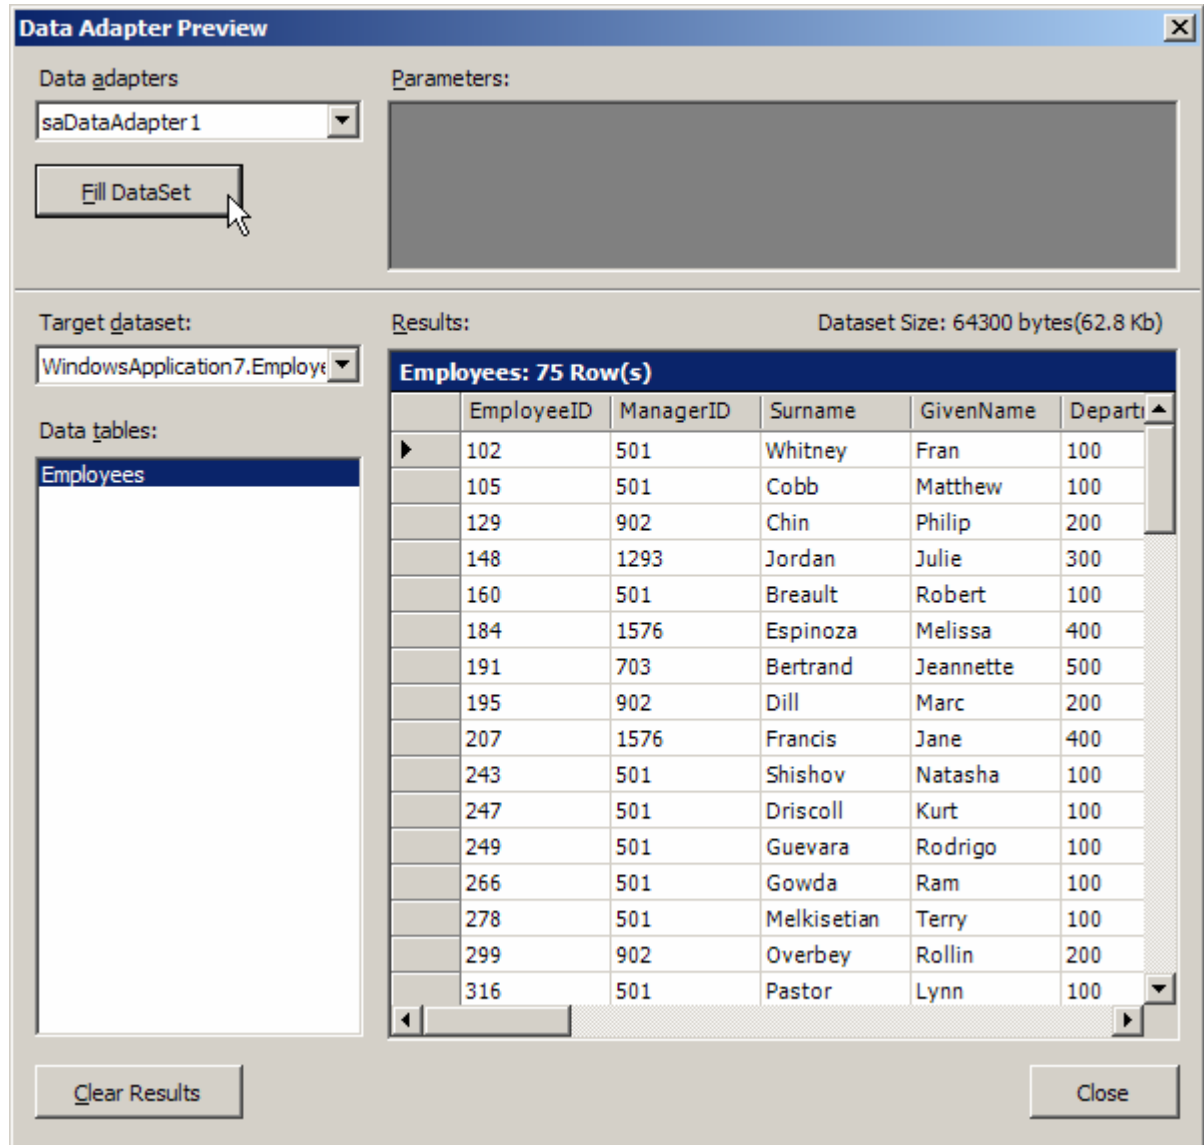 Data Adapter Preview
Data adapters
saDataAdapter1
Fill DataSet
Parameters:
Target dataset:
WindowsApplication7.Employe
Data tables:
Employees
Results:
Dataset Size: 64300 bytes(62.8 Kb)
Employees: 75 Row(s)
EmployeeID ManagerID Surname GivenName Departm
102 501 Whitney Fran 100
105 501 Cobb Matthew 100
129 902 Chin Philip 200
148 1293 Jordan Julie 300
160 501 Breault Robert 100
184 1576 Espinoza Melissa 400
191 703 Bertrand Jeannette 500
195 902 Dill Marc 200
207 1576 Francis Jane 400
243 501 Shishov Natasha 100
247 501 Driscoll Kurt 100
249 501 Guevara Rodrigo 100
266 501 Gowda Ram 100
278 501 Melkisetian Terry 100
299 902 Overbey Rollin 200
316 501 Pastor Lynn 100
Clear Results
Close